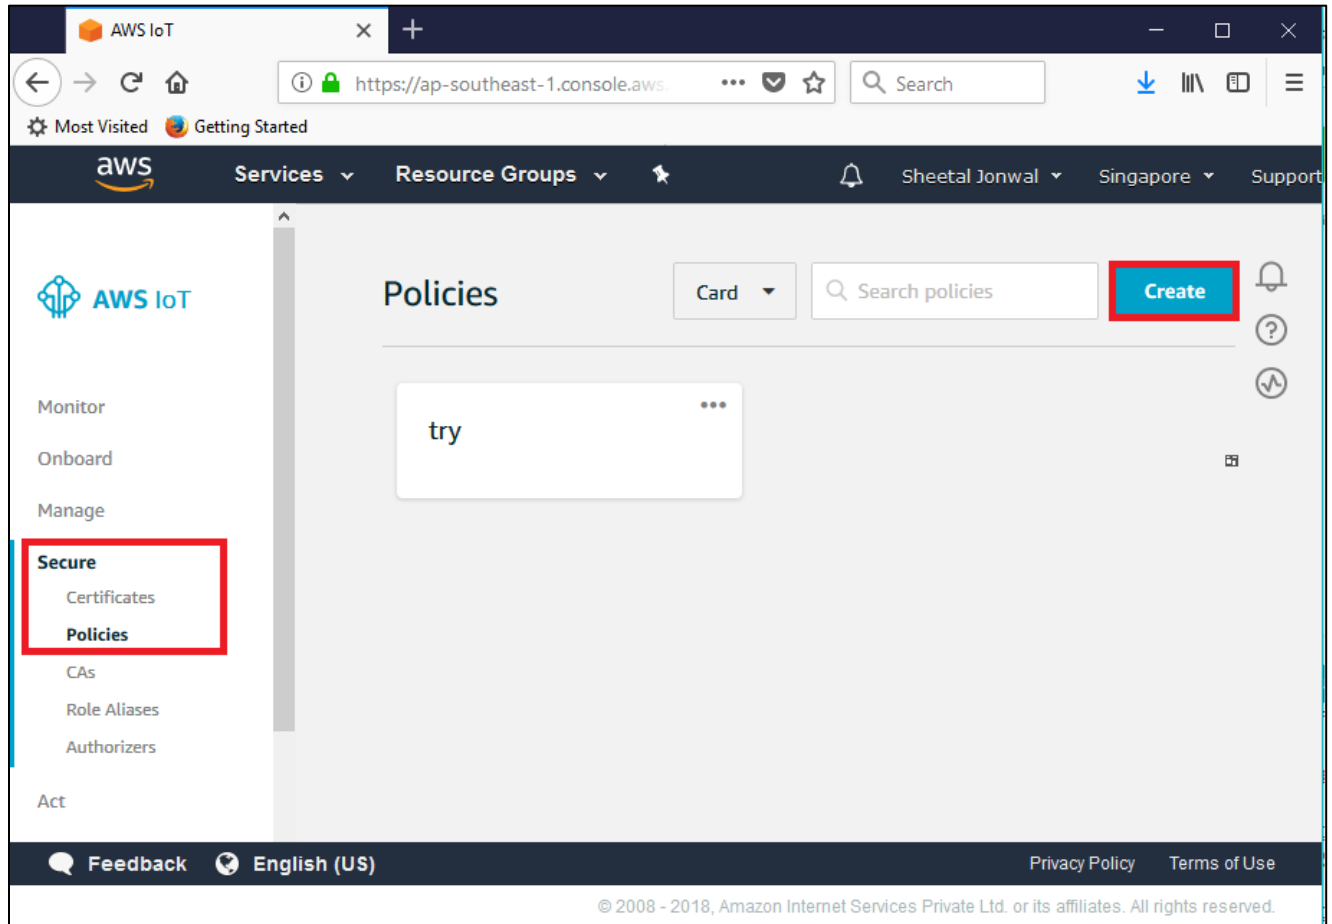 AWS IoT
https://ap-southeast-1.console.aws.
Search
Most Visited
Getting Started
aws
Services
Resource Groups
Sheetal Jonwal
Singapore
Support
AWS IoT
Monitor
Onboard
Manage
Secure
Certificates
Policies
CAs
Role Aliases
Authorizers
Act
Policies
Card
Search policies
Create
try
Feedback
English (US)
Privacy Policy
Terms of Use
© 2008 - 2018, Amazon Internet Services Private Ltd. or its affiliates. All rights reserved.